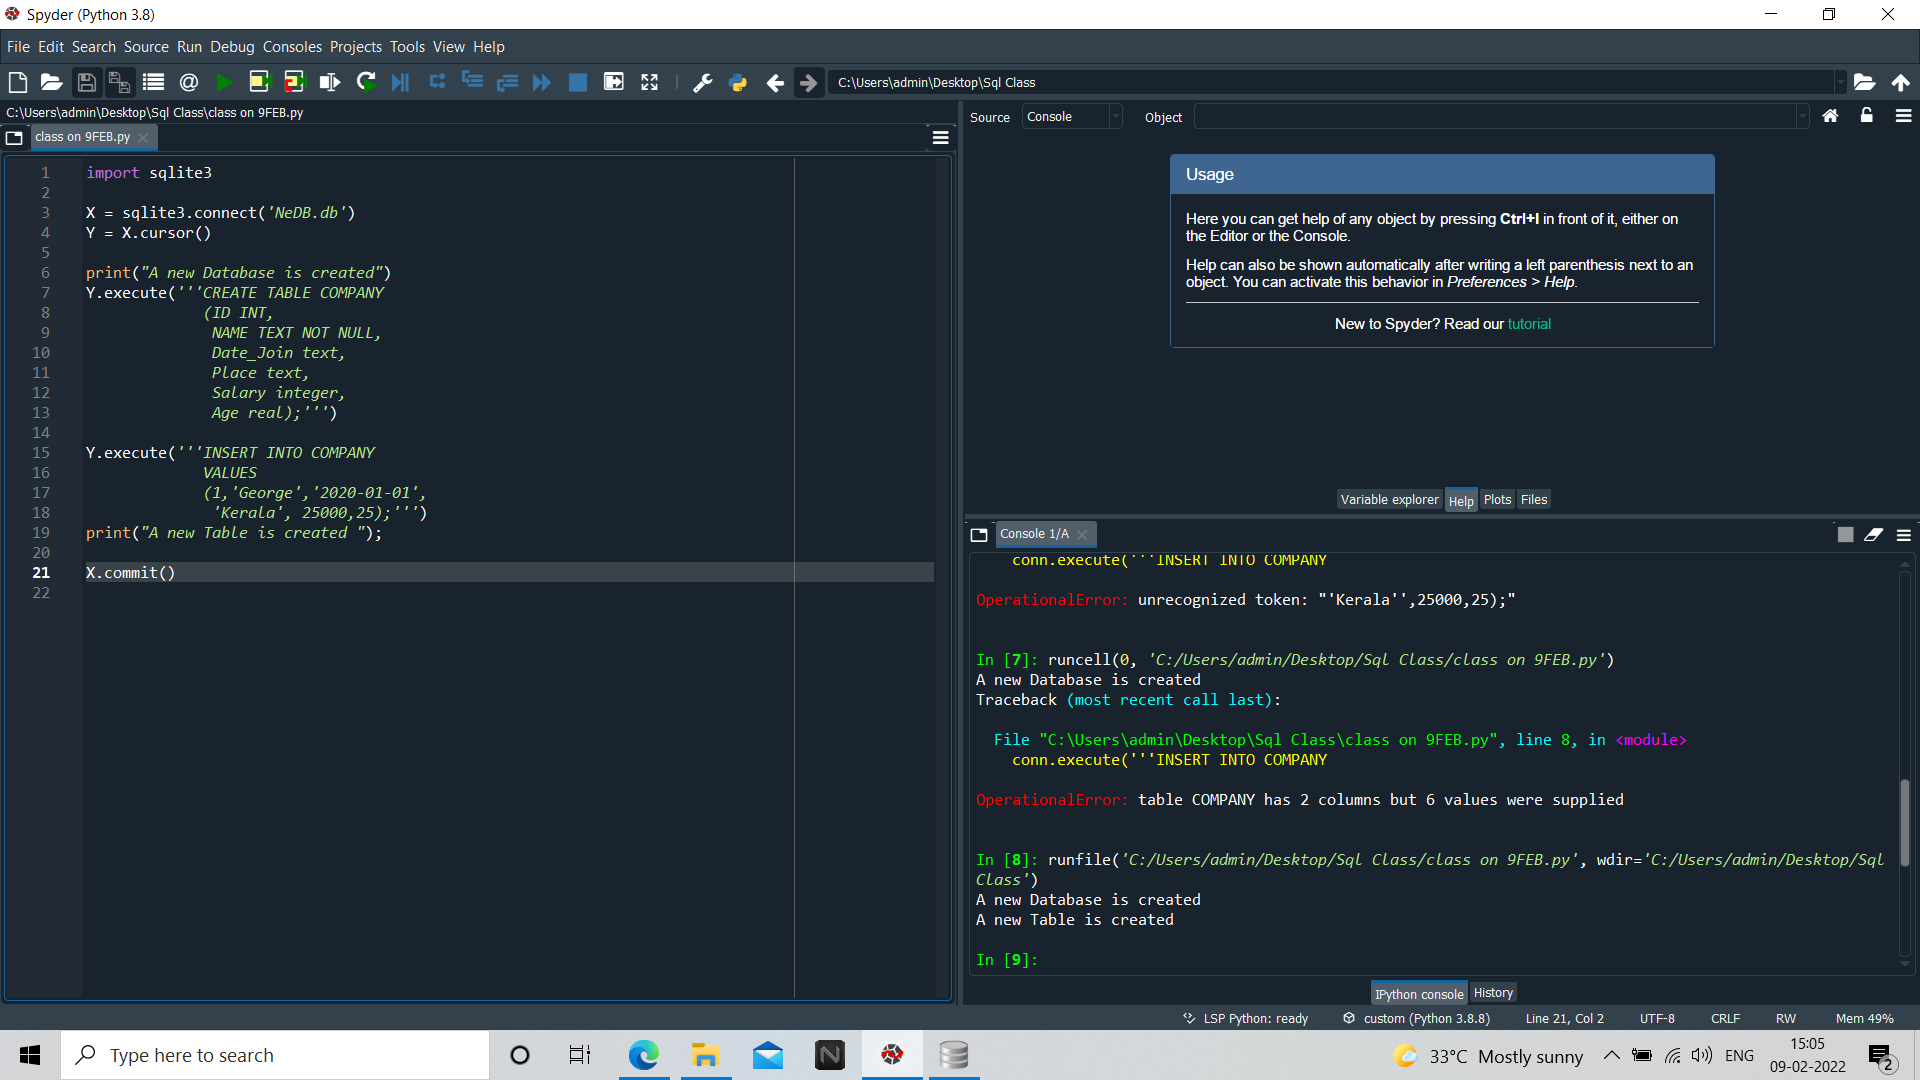 Spyder (Python 3.8)
File Edit Search Source Run Debug Consoles Projects Tools View Help
C:\Users\admin\Desktop\Sql Class
C:\Users\admin\Desktop\Sql Class\class on 9FEB.py
class on 9FEB.py
1 import sqlite3
2
3 X = sqlite3.connect('NeDB.db')
4 Y = X.cursor()
5
6 print("A new Database is created")
7 Y.execute('''CREATE TABLE COMPANY
8 (ID INT,
9 NAME TEXT NOT NULL,
10 Date_Join text,
11 Place text,
12 Salary integer,
13 Age real);''')
14
15 Y.execute('''INSERT INTO COMPANY
16 VALUES
17 (1,'George','2020-01-01',
18 'Kerala', 25000,25);''')
19 print("A new Table is created ");
20
21 X.commit()
22
Source Console Object
Usage
Here you can get help of any object by pressing Ctrl+I in front of it, either on
the Editor or the Console.
Help can also be shown automatically after writing a left parenthesis next to an
object. You can activate this behavior in Preferences > Help.
New to Spyder? Read our tutorial
Variable explorer Help Plots Files
Console 1/A
conn.execute('''INSERT INTO COMPANY
OperationalError: unrecognized token: "'Kerala'',25000,25);"
In [7]: runcell(0, 'C:/Users/admin/Desktop/Sql Class/class on 9FEB.py')
A new Database is created
Traceback (most recent call last):
File "C:\Users\admin\Desktop\Sql Class\class on 9FEB.py", line 8, in <module>
conn.execute('''INSERT INTO COMPANY
OperationalError: table COMPANY has 2 columns but 6 values were supplied
In [8]: runfile('C:/Users/admin/Desktop/Sql Class/class on 9FEB.py', wdir='C:/Users/admin/Desktop/Sql
Class')
A new Database is created
A new Table is created
In [9]:
IPython console History
LSP Python: ready custom (Python 3.8.8) Line 21, Col 2 UTF-8 CRLF RW Mem 49%
Type here to search
N
33°C Mostly sunny
ENG
15:05
09-02-2022
2